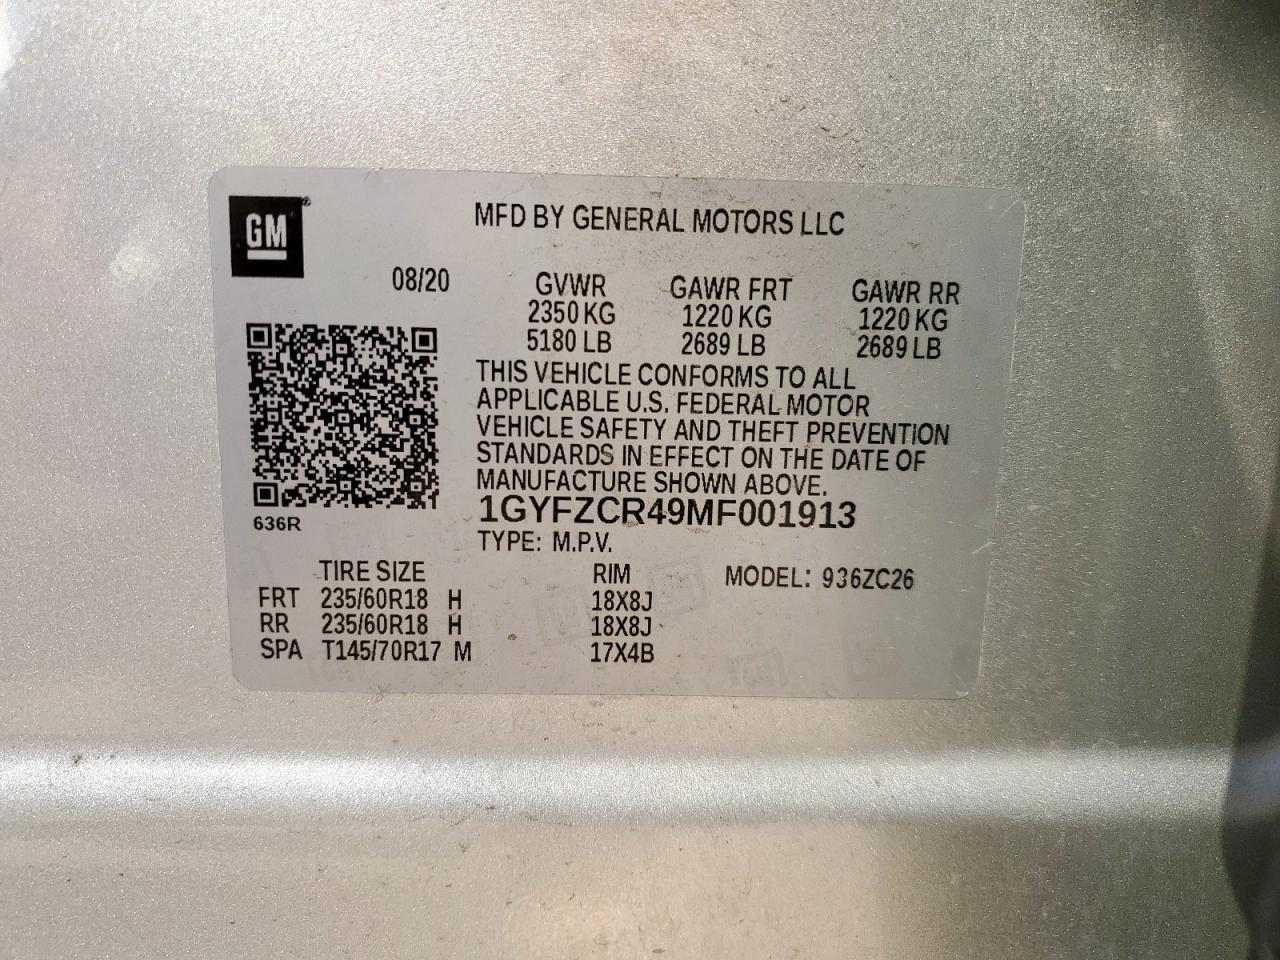 GM®
MFD BY GENERAL MOTORS LLC
08/20
GVWR GAWR FRT GAWR RR
2350 KG 1220 KG 1220 KG
5180 LB 2689 LB 2689 LB
THIS VEHICLE CONFORMS TO ALL
APPLICABLE U.S. FEDERAL MOTOR
VEHICLE SAFETY AND THEFT PREVENTION
STANDARDS IN EFFECT ON THE DATE OF
MANUFACTURE SHOWN ABOVE.
1GYFZCR49MF001913
636R
TYPE: M.P.V.
TIRE SIZE RIM MODEL: 936ZC26
FRT 235/60R18 H 18X8J
RR 235/60R18 H 18X8J
SPA T145/70R17 M 17X4B